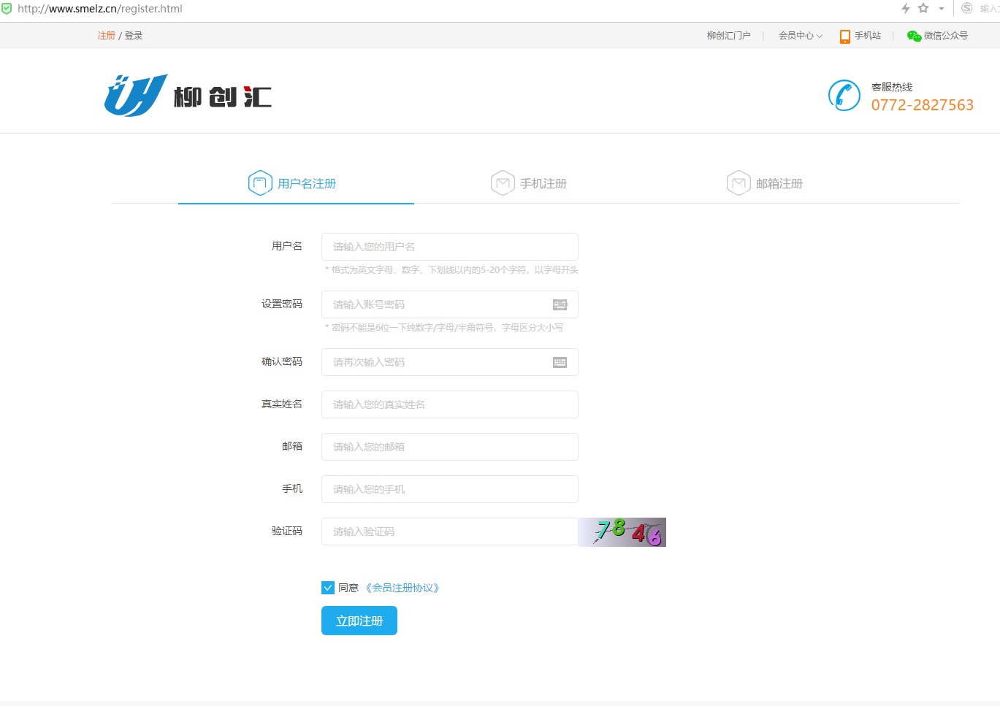 http://www.smelz.cn/register.html
输入
注册 / 登录
柳创汇门户 | 会员中心 手机站 | 微信公众号
柳创汇
客服热线
0772-2827563
用户名注册
手机注册
邮箱注册
用户名
请输入您的用户名
* 格式为英文字母、数字、下划线以内的5-20个字符，以字母开头
设置密码
请输入账号密码
* 密码不能是6位一下纯数字/字母/半角符号，字母区分大小写
确认密码
请再次输入密码
真实姓名
请输入您的真实姓名
邮箱
请输入您的邮箱
手机
请输入您的手机
验证码
请输入验证码
7846
同意 《会员注册协议》
立即注册